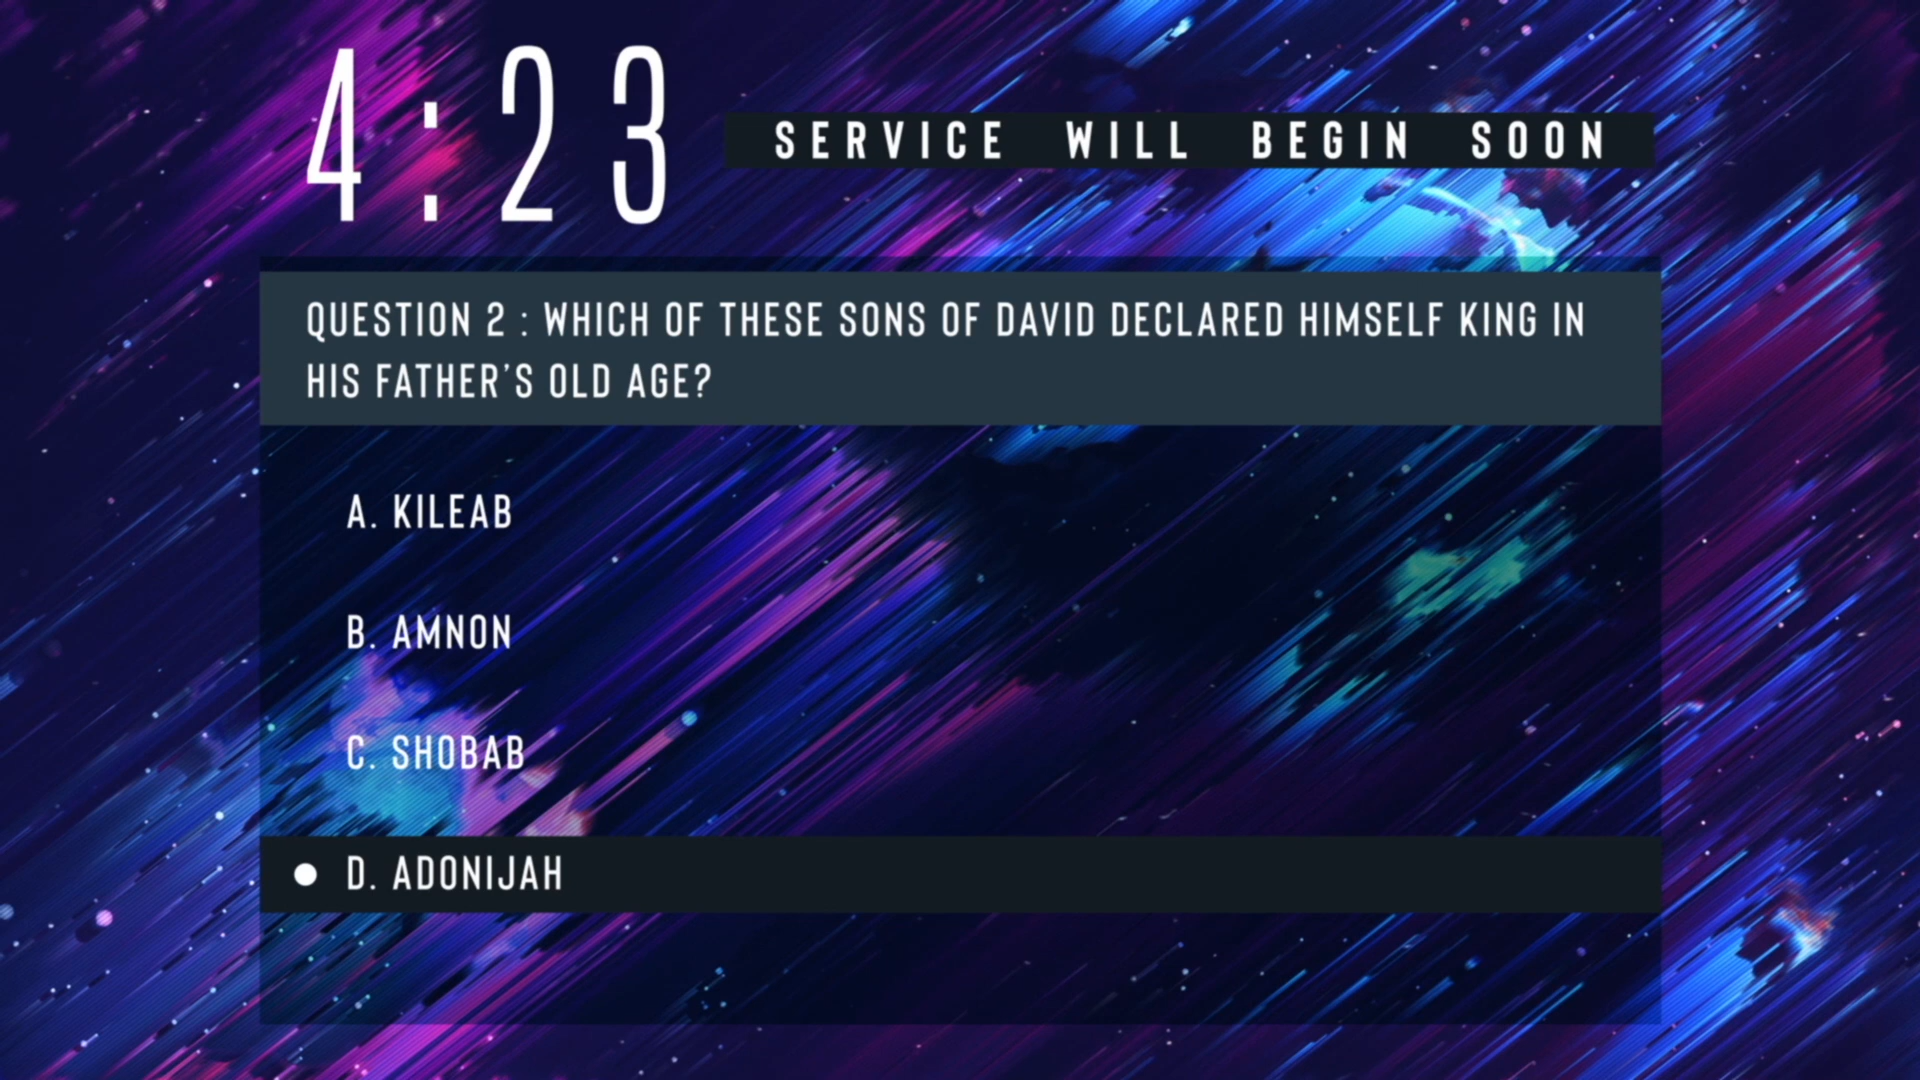 4:23
SERVICE WILL BEGIN SOON
QUESTION 2 : WHICH OF THESE SONS OF DAVID DECLARED HIMSELF KING IN
HIS FATHER'S OLD AGE?
A. KILEAB
B. AMNON
C. SHOBAB
D. ADONIJAH